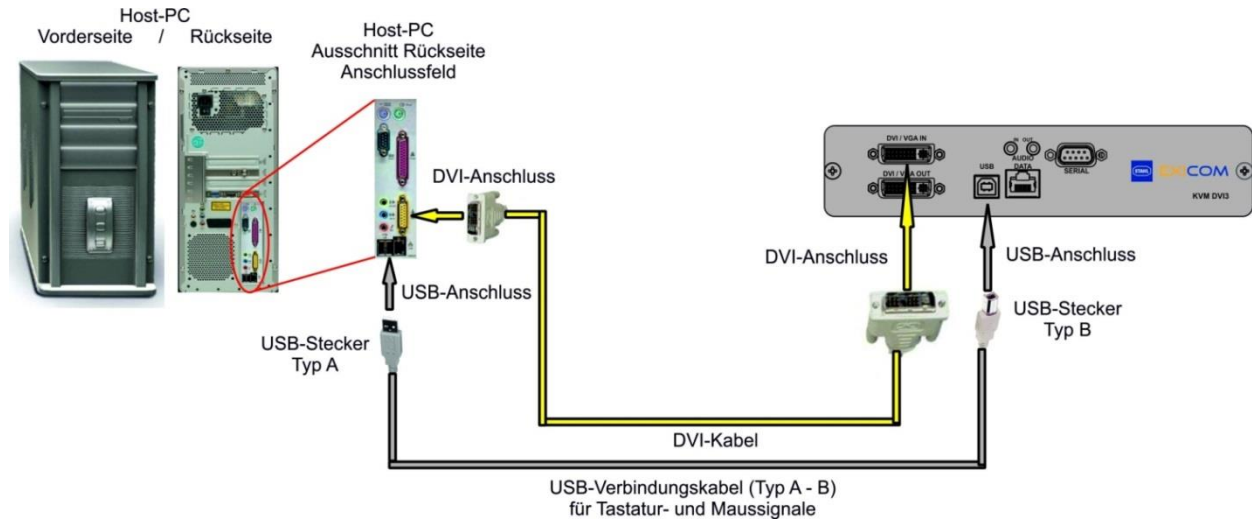 Host-PC
Vorderseite / Rückseite
Host-PC
Ausschnitt Rückseite
Anschlussfeld
DVI-Anschluss
USB-Anschluss
USB-Stecker
Typ A
DVI-Kabel
USB-Verbindungskabel (Typ A - B)
für Tastatur- und Maussignale
DVI / VGA IN
DVI / VGA OUT
USB
IN OUT
AUDIO
DATA
SERIAL
STAHL EXICOM
KVM DVI3
DVI-Anschluss
USB-Anschluss
USB-Stecker
Typ B